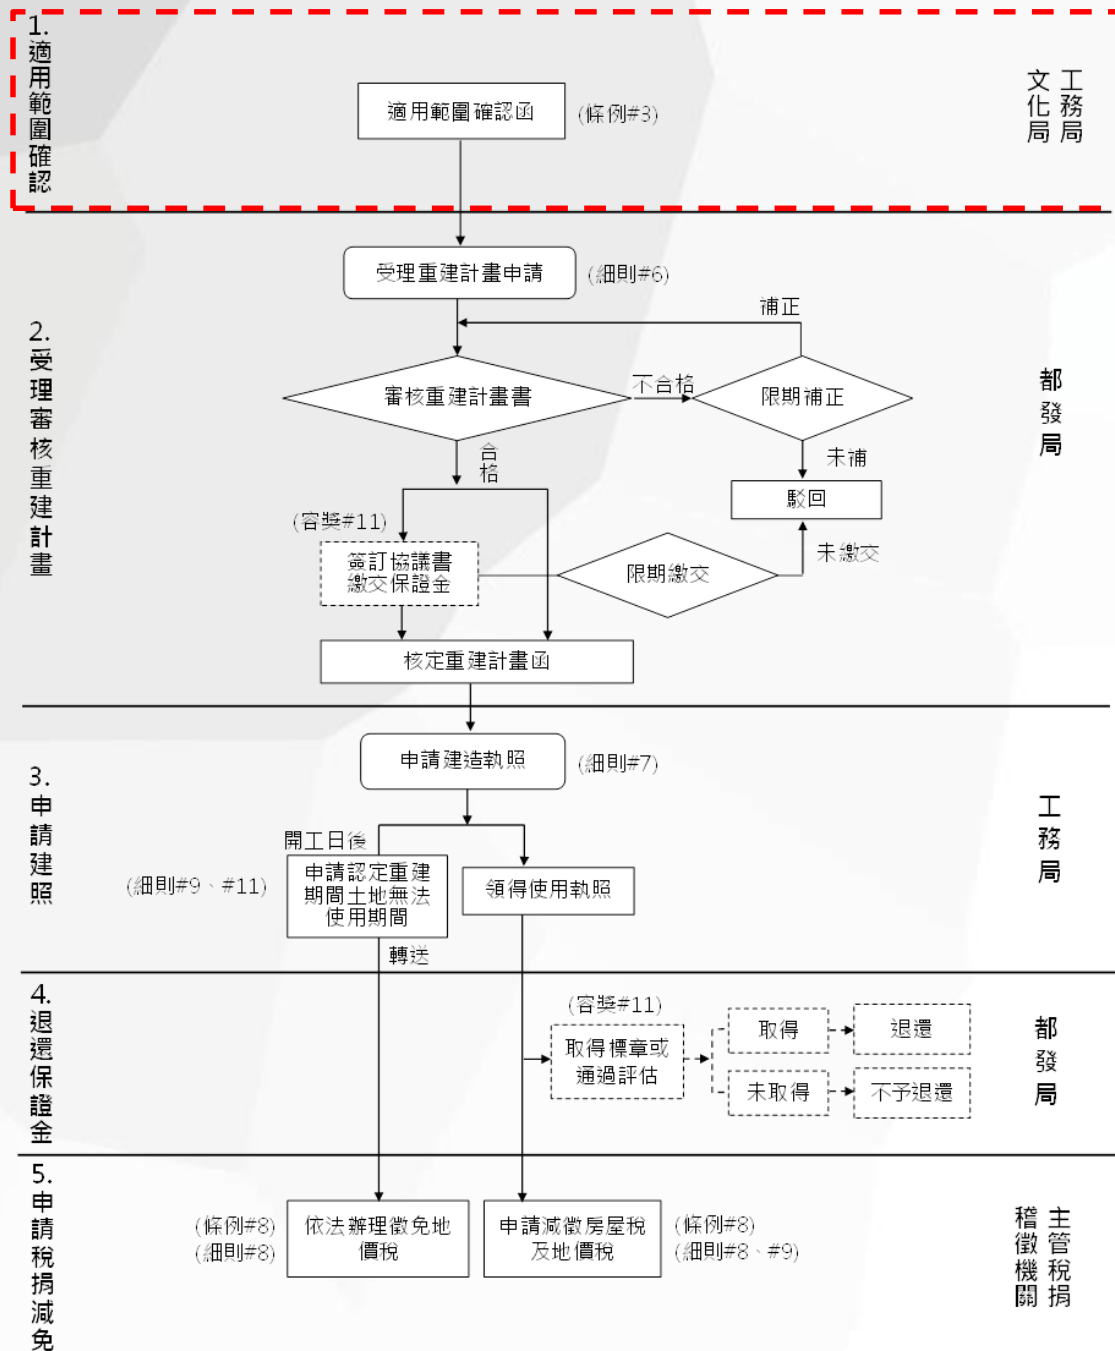 1.
適用範圍確認
適用範圍確認函
(條例#3)
工務局
文化局
2.
受理審核重建計畫
受理重建計畫申請
(細則#6)
補正
審核重建計畫書
不合格
限期補正
都發局
合格
未補
駁回
(容獎#11)
簽訂協議書
繳交保證金
限期繳交
未繳交
核定重建計畫函
3.
申請建照
申請建造執照
(細則#7)
工務局
開工日後
(細則#9、#11)
申請認定重建
期間土地無法
使用期間
領得使用執照
轉送
4.
退還保證金
(容獎#11)
取得標章或
通過評估
取得
退還
未取得
不予退還
都發局
5.
申請稅捐減免
(條例#8)
(細則#8)
依法辦理徵免地
價稅
申請減徵房屋稅
及地價稅
(條例#8)
(細則#8、#9)
主管稅捐
稽徵機關